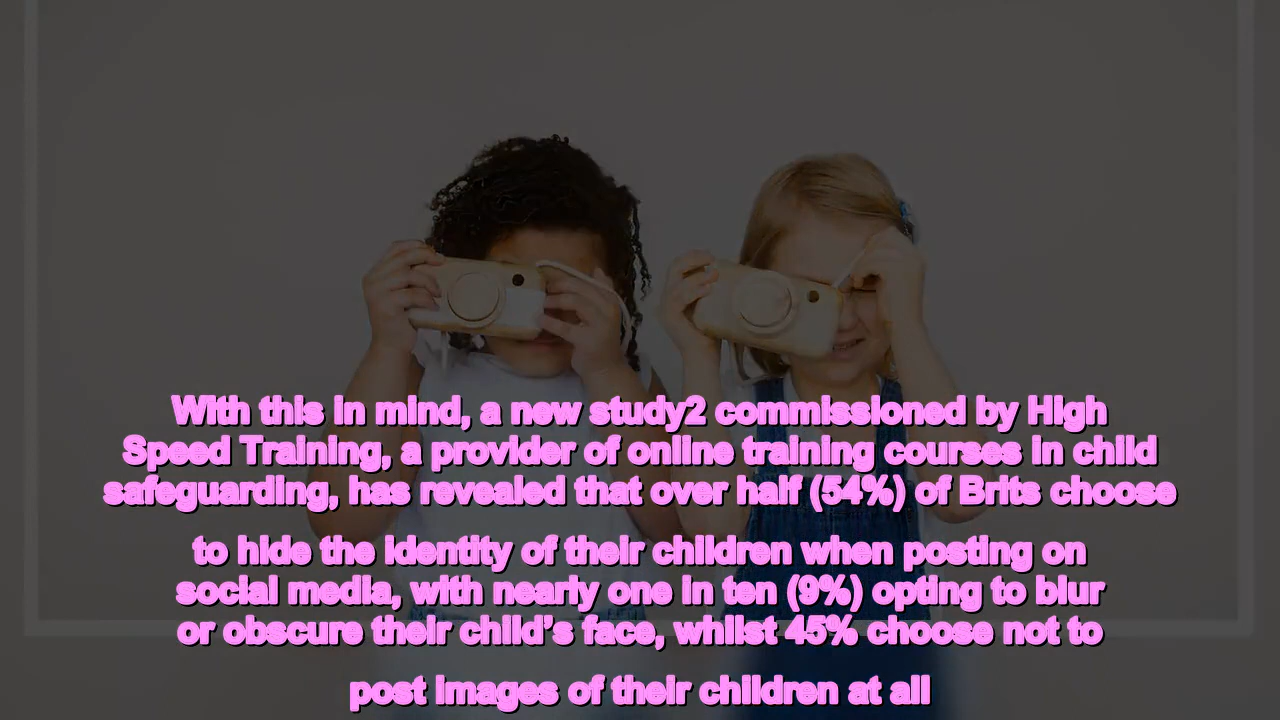 With this in mind, a new study2 commissioned by High
Speed Training, a provider of online training courses in child
safeguarding, has revealed that over half (54%) of Brits choose
to hide the identity of their children when posting on
social media, with nearly one in ten (9%) opting to blur
or obscure their child’s face, whilst 45% choose not to
post images of their children at all